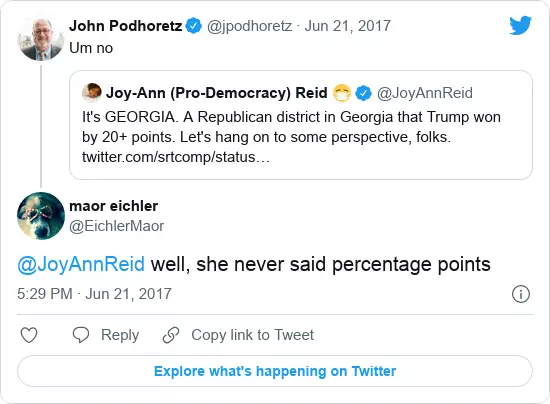 John Podhoretz @jpodhoretz · Jun 21, 2017
Um no
Joy-Ann (Pro-Democracy) Reid 😷 @JoyAnnReid
It's GEORGIA. A Republican district in Georgia that Trump won
by 20+ points. Let's hang on to some perspective, folks.
twitter.com/srtcomp/status…
maor eichler
@EichlerMaor
@JoyAnnReid well, she never said percentage points
5:29 PM · Jun 21, 2017
Reply
Copy link to Tweet
Explore what's happening on Twitter